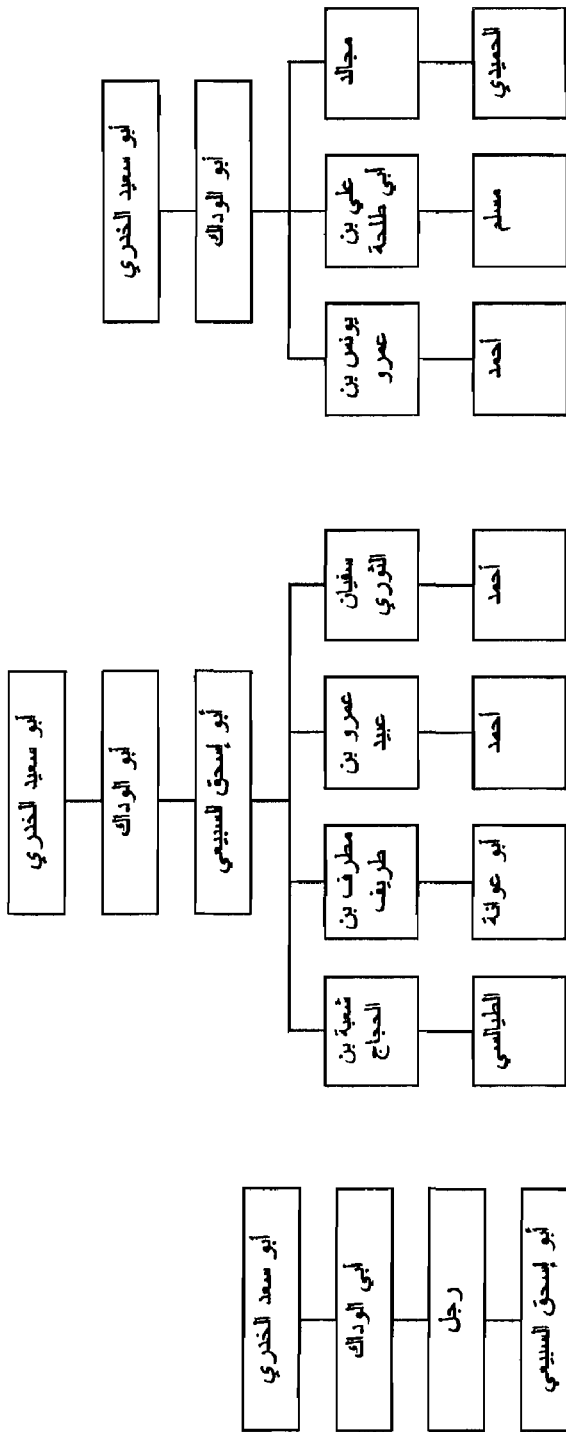 أبو سعيد الخدري
أبو الوداك
مجالد
علي بن
أبي طلحة
يونس بن
عمرو
الحميدي
مسلم
أحمد
أبو سعيد الخدري
أبو الوداك
أبو إسحق السبيعي
سفيان
الثوري
عمرو بن
عبيد
مطرف بن
طريف
شعبة بن
الحجاج
أحمد
أحمد
أبو عوانة
الطيالسي
أبو سعد الخدري
أبي الوداك
رجل
أبو إسحق السبيعي